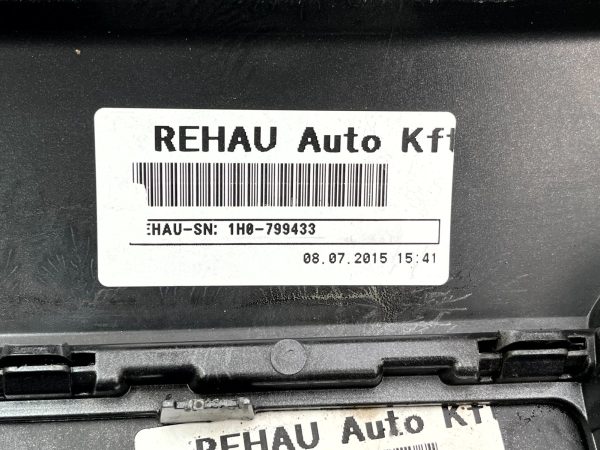 REHAU Auto Kft
EHAU-SN: 1H0-799433
08.07.2015 15:41
REHAU Auto Kft